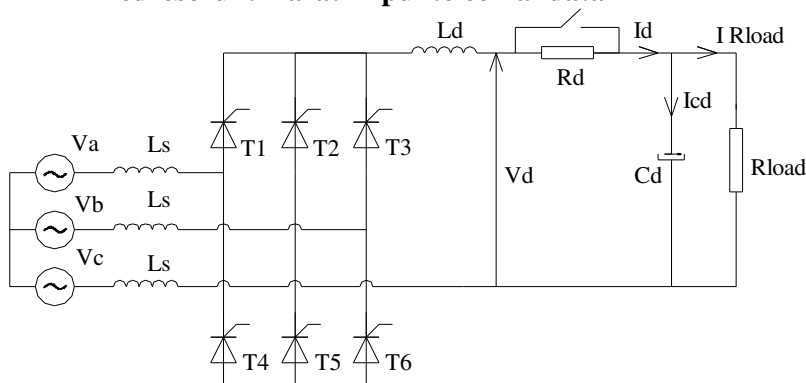 Ld
Id
I Rload
Rd
Icd
T1
T2
T3
Va
Ls
Vd
Cd
Rload
Vb
Ls
Vc
Ls
T4
T5
T6